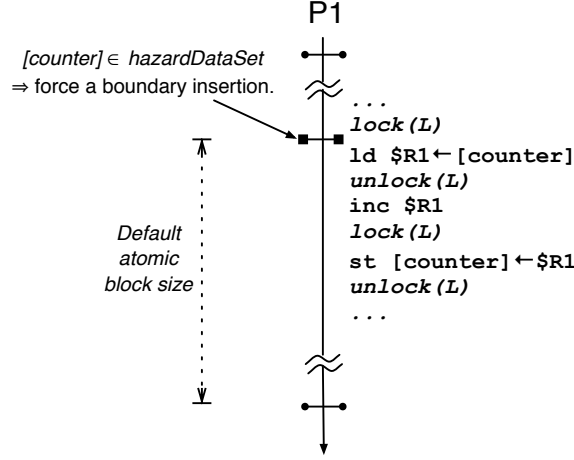 P1
[counter] ∈ hazardDataSet
⇒ force a boundary insertion.
...
lock(L)
ld $R1←[counter]
unlock(L)
inc $R1
lock(L)
st [counter]←$R1
unlock(L)
...
Default
atomic
block size